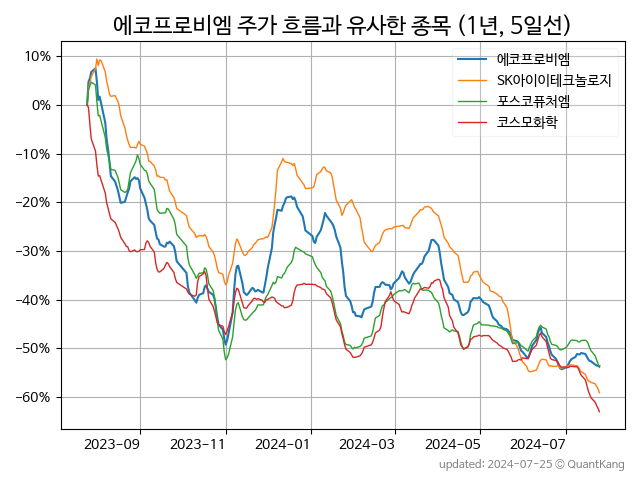 에코프로비엠 주가 흐름과 유사한 종목 (1년, 5일선)
에코프로비엠
SK아이이테크놀로지
포스코퓨처엠
코스모화학
10%
0%
−10%
−20%
−30%
−40%
−50%
−60%
2023−09
2023−11
2024−01
2024−03
2024−05
2024−07
updated: 2024-07-25 © QuantKang